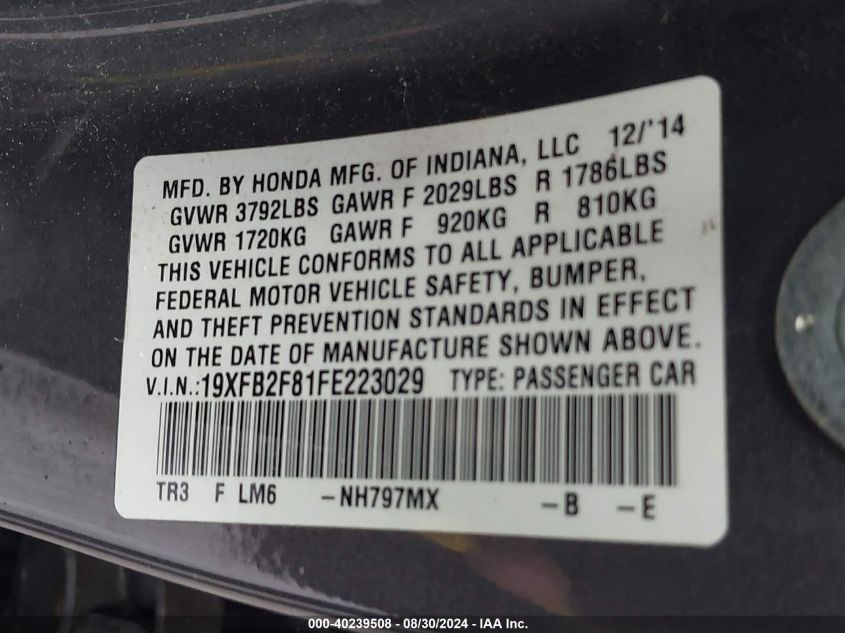 MFD. BY HONDA MFG. OF INDIANA, LLC 12/'14
GVWR 3792LBS GAWR F 2029LBS R 1786LBS
GVWR 1720KG GAWR F 920KG R 810KG
THIS VEHICLE CONFORMS TO ALL APPLICABLE
FEDERAL MOTOR VEHICLE SAFETY, BUMPER,
AND THEFT PREVENTION STANDARDS IN EFFECT
ON THE DATE OF MANUFACTURE SHOWN ABOVE.
V.I.N.:19XFB2F81FE223029 TYPE: PASSENGER CAR
TR3 F LM6 -NH797MX -B -E
000-40239508 - 08/30/2024 - IAA Inc.